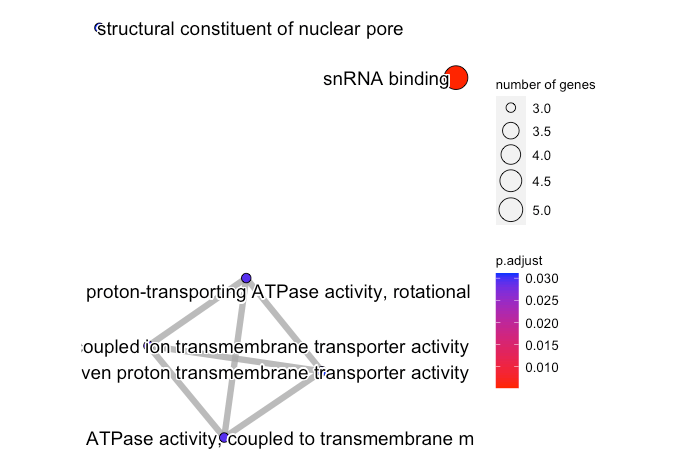 structural constituent of nuclear pore
snRNA binding
number of genes
3.0
3.5
4.0
4.5
5.0
p.adjust
0.030
0.025
0.020
0.015
0.010
proton-transporting ATPase activity, rotational
coupled ion transmembrane transporter activity
ven proton transmembrane transporter activity
ATPase activity, coupled to transmembrane m